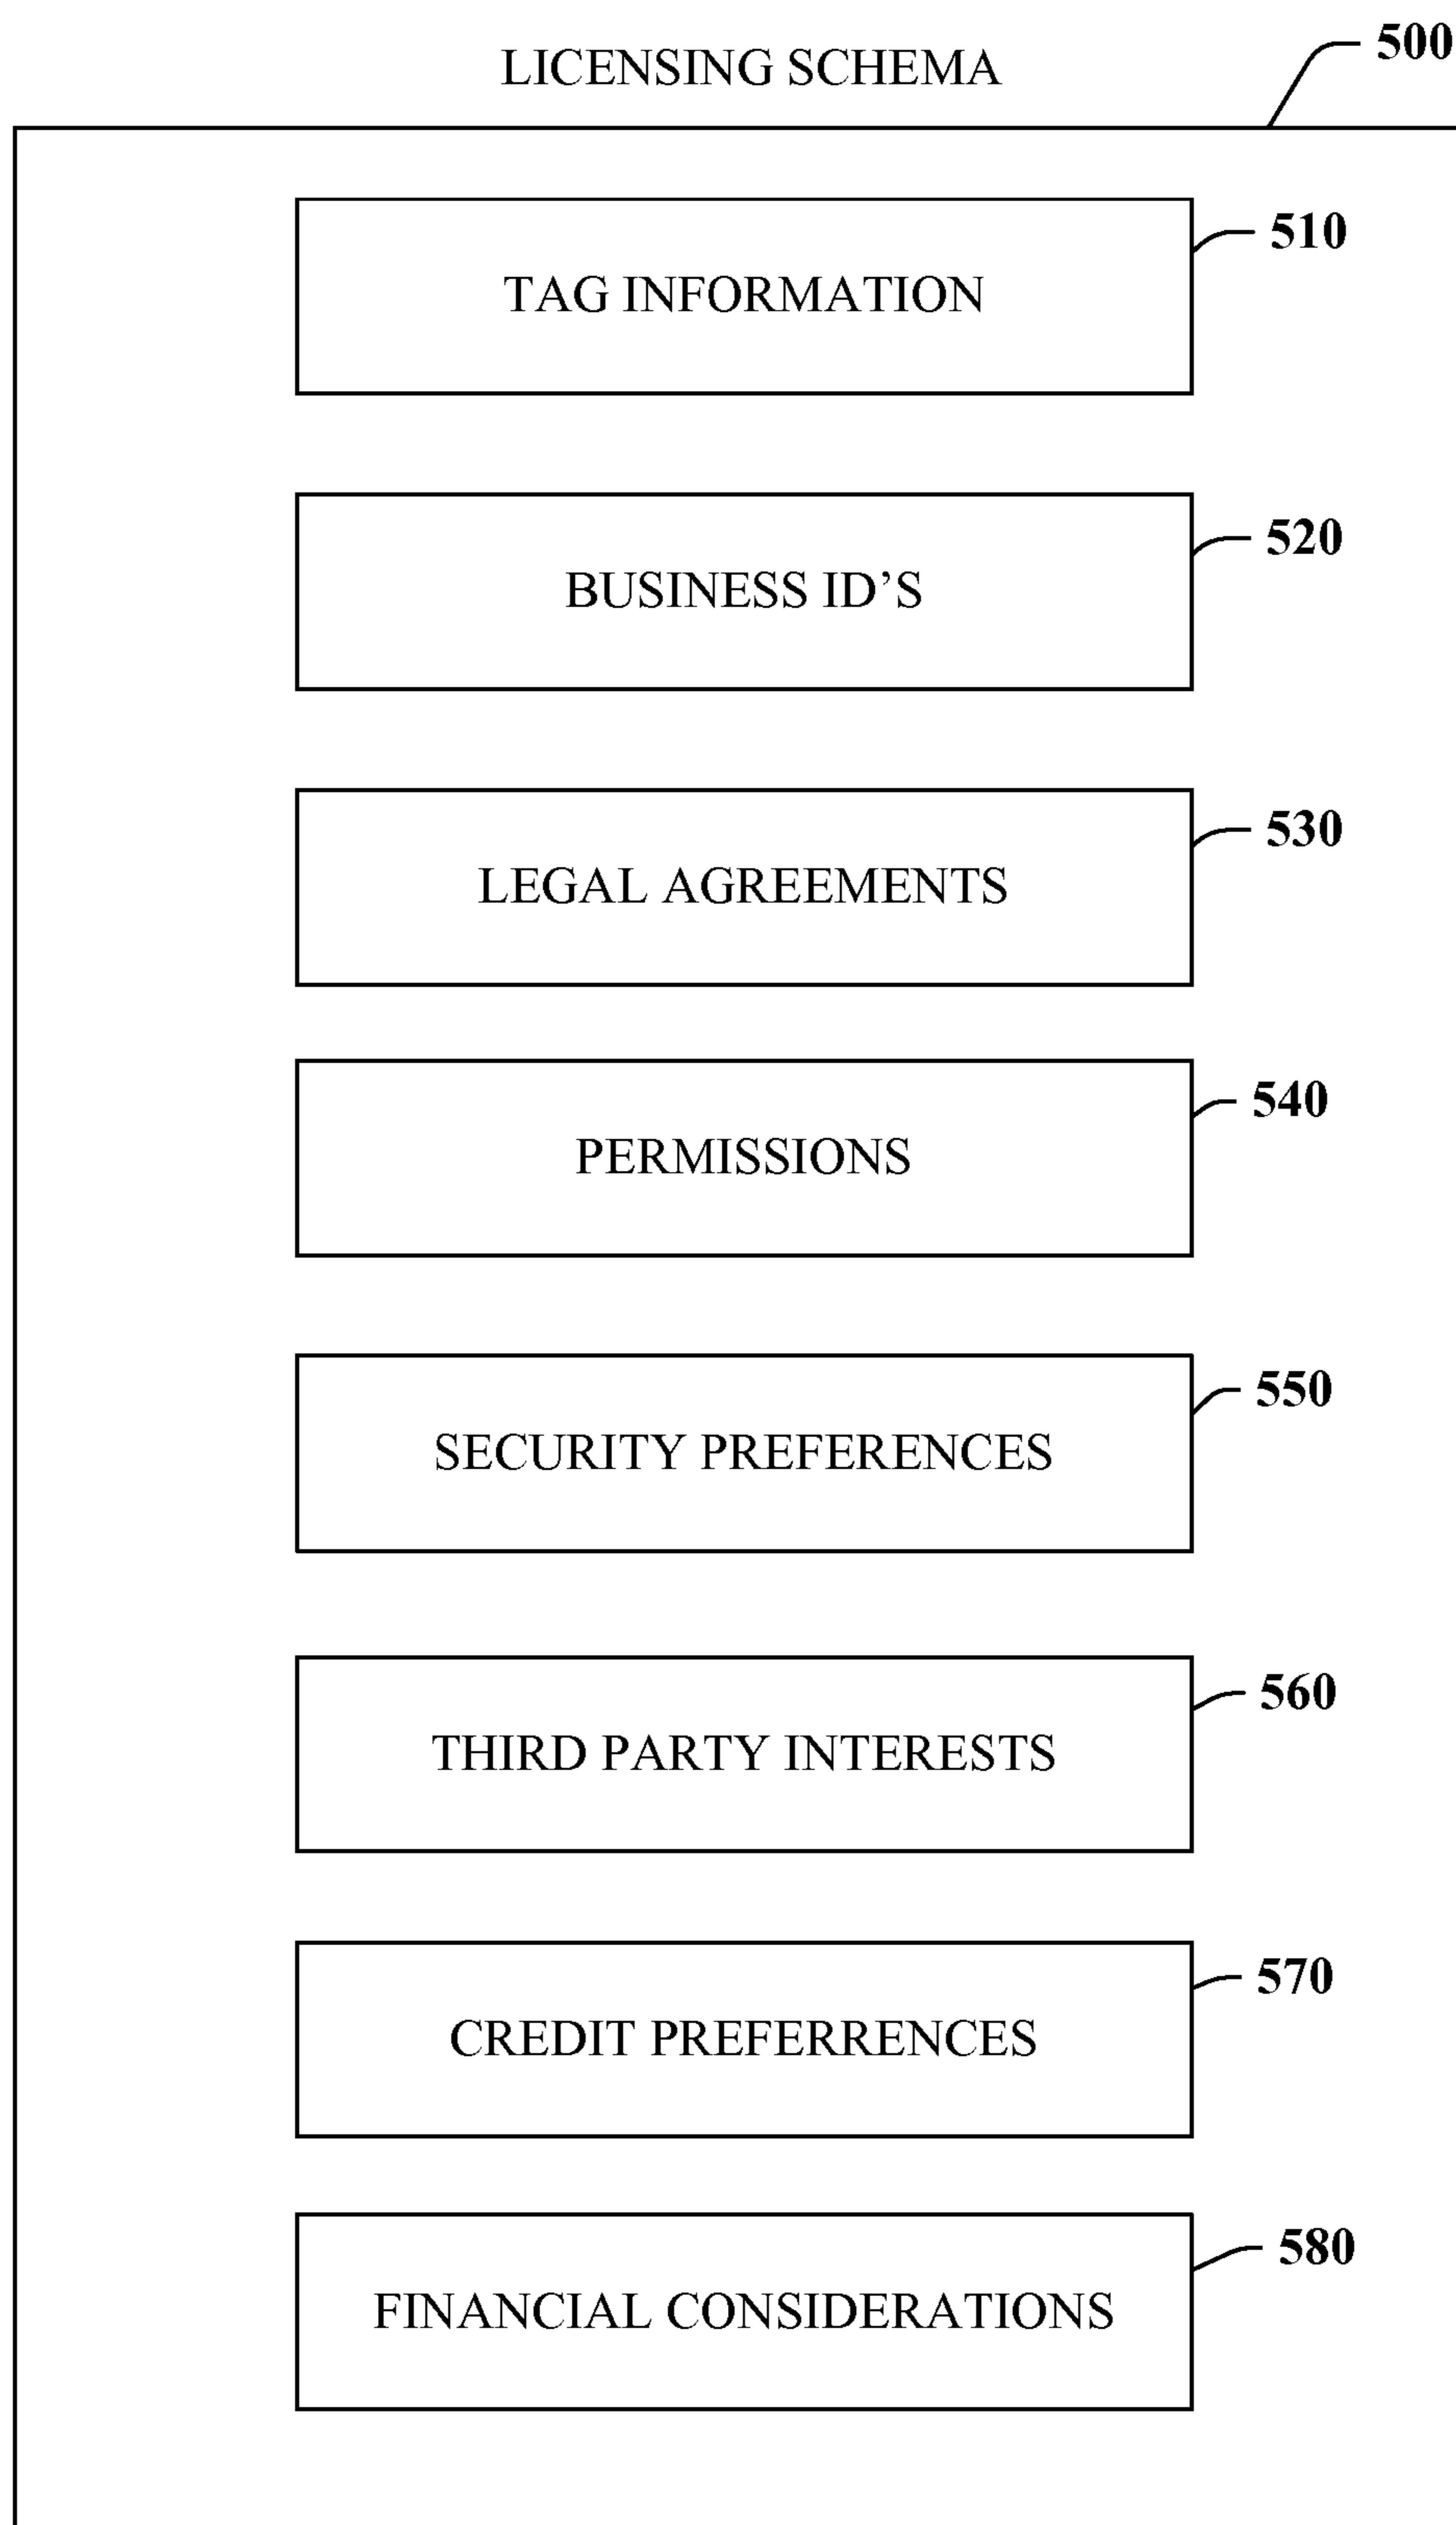 LICENSING SCHEMA
500
TAG INFORMATION
510
BUSINESS ID’S
520
LEGAL AGREEMENTS
530
PERMISSIONS
540
SECURITY PREFERENCES
550
THIRD PARTY INTERESTS
560
CREDIT PREFERRENCES
570
FINANCIAL CONSIDERATIONS
580